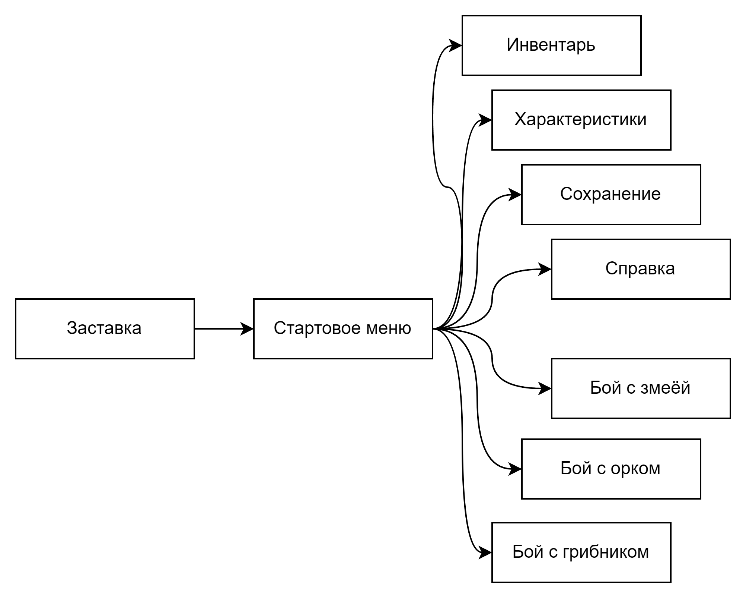 Инвентарь
Характеристики
Сохранение
Справка
Заставка
Стартовое меню
Бой с змеёй
Бой с орком
Бой с грибником